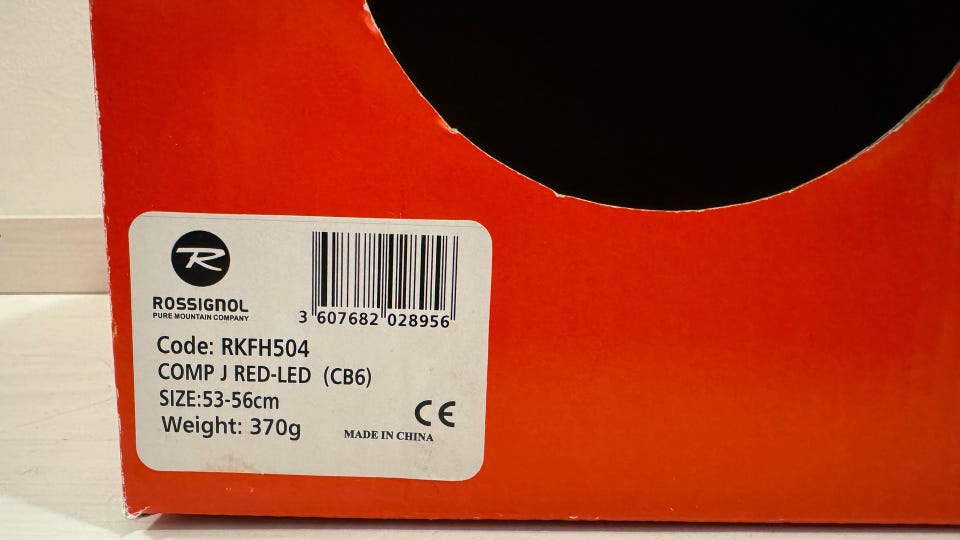 R
ROSSIGNOL
PURE MOUNTAIN COMPANY
3 607682 028956
Code: RKFH504
COMP J RED-LED (CB6)
SIZE:53-56cm
Weight: 370g
CE
MADE IN CHINA